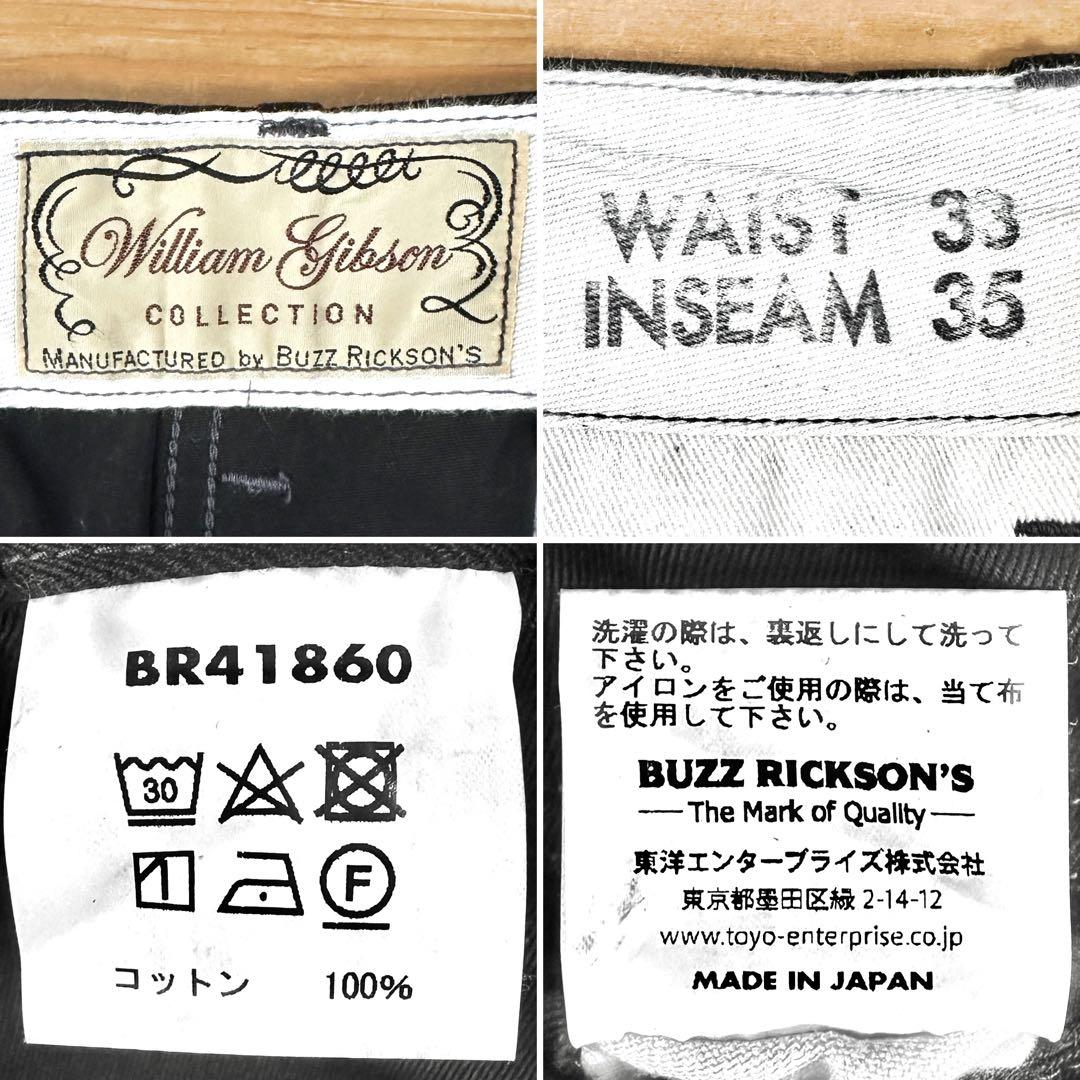 William Gibson
COLLECTION
MANUFACTURED by BUZZ RICKSON'S
WAIST 33
INSEAM 35
BR41860
30
F
コットン 100%
洗濯の際は、裏返しにして洗って
下さい。
アイロンをご使用の際は、当て布
を使用して下さい。
BUZZ RICKSON'S
The Mark of Quality
東洋エンタープライズ株式会社
東京都墨田区緑 2-14-12
www.toyo-enterprise.co.jp
MADE IN JAPAN